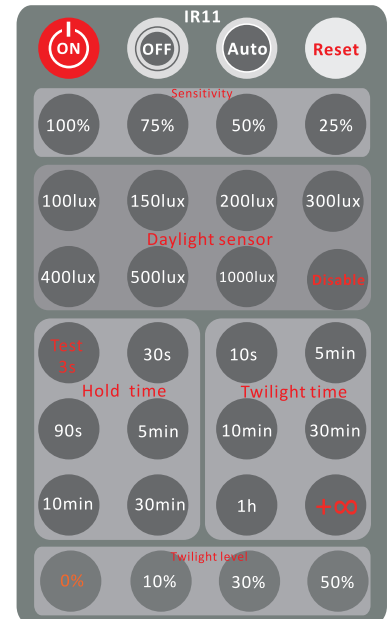 IR11
ON OFF Auto Reset
Sensitivity
100% 75% 50% 25%
100lux 150lux 200lux 300lux
Daylight sensor
400lux 500lux 1000lux Disable
Test 30s 10s 5min
3s
Hold time Twilight time
90s 5min 10min 30min
10min 30min 1h +∞
Twilight level
0% 10% 30% 50%